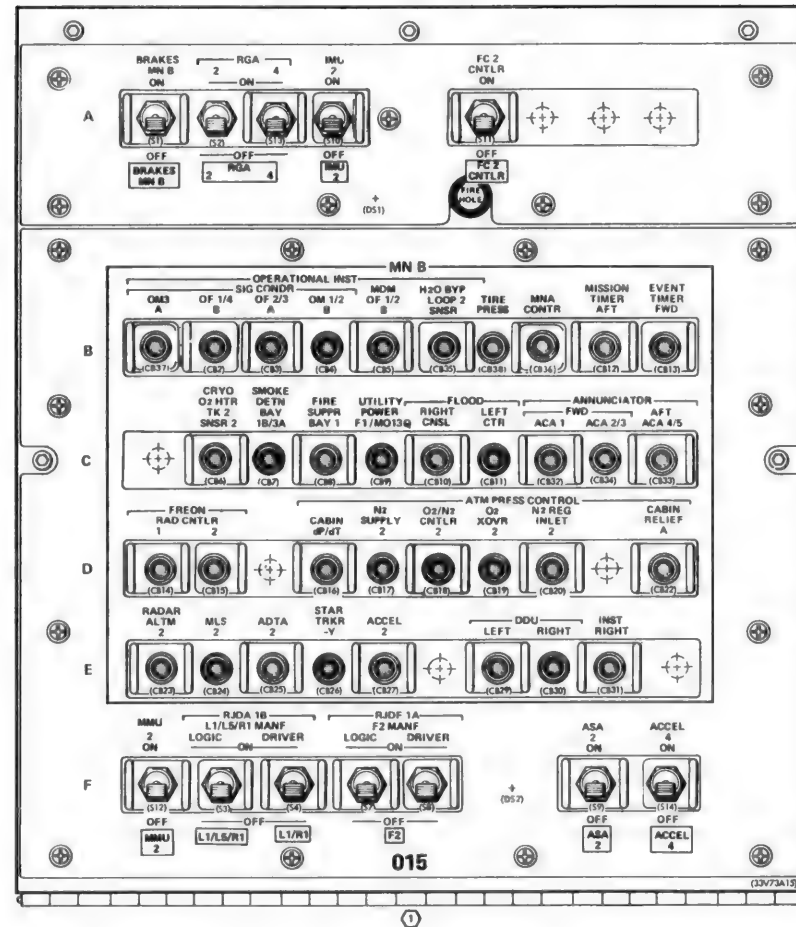 BRAKES MN B ON
RGA
2 4
ON
IMU 2 ON
FC 2 CNTLR ON
A
(S1) (S2) (S13) (S10) (S11)
OFF OFF OFF OFF
BRAKES MN B
RGA 2 4
IMU 2
FC 2 CNTLR
(DS1)
FIRE HOLE
MN B
OPERATIONAL INST
SIG CONDR
OM3 A
OF 1/4 B
OF 2/3 A
OM 1/2 B
MDM OF 1/2 B
H2O BYP LOOP 2 SNSR
TIRE PRESS
MNA CONTR
MISSION TIMER AFT
EVENT TIMER FWD
B
(CB37) (CB2) (CB3) (CB4) (CB5) (CB35) (CB38) (CB36) (CB12) (CB13)
CRYO O2 HTR TK 2 SNSR 2
SMOKE DETN BAY 1B/3A
FIRE SUPPR BAY 1
UTILITY POWER F1/MO13Q
FLOOD
RIGHT CNSL
LEFT CTR
ANNUNCIATOR
FWD
ACA 1
ACA 2/3
AFT ACA 4/5
C
(CB6) (CB7) (CB8) (CB9) (CB10) (CB11) (CB32) (CB34) (CB33)
FREON RAD CNTLR
1 2
ATM PRESS CONTROL
CABIN dP/dT
N2 SUPPLY 2
O2/N2 CNTLR 2
O2 XOVR 2
N2 REG INLET 2
CABIN RELIEF A
D
(CB14) (CB15) (CB16) (CB17) (CB18) (CB19) (CB20) (CB22)
RADAR ALTM 2
MLS 2
ADTA 2
STAR TRKR -Y
ACCEL 2
DDU
LEFT RIGHT
INST RIGHT
E
(CB23) (CB24) (CB25) (CB26) (CB27) (CB29) (CB30) (CB31)
MMU 2 ON
RJDA 1B L1/L5/R1 MANF
LOGIC DRIVER
ON
RJDF 1A F2 MANF
LOGIC DRIVER
ON
ASA 2 ON
ACCEL 4 ON
F
(S12) (S3) (S4) (S7) (S8) (DS2) (S9) (S14)
OFF OFF OFF OFF OFF
MMU 2
L1/L5/R1
L1/R1
F2
ASA 2
ACCEL 4
015
(33V73A15)
1